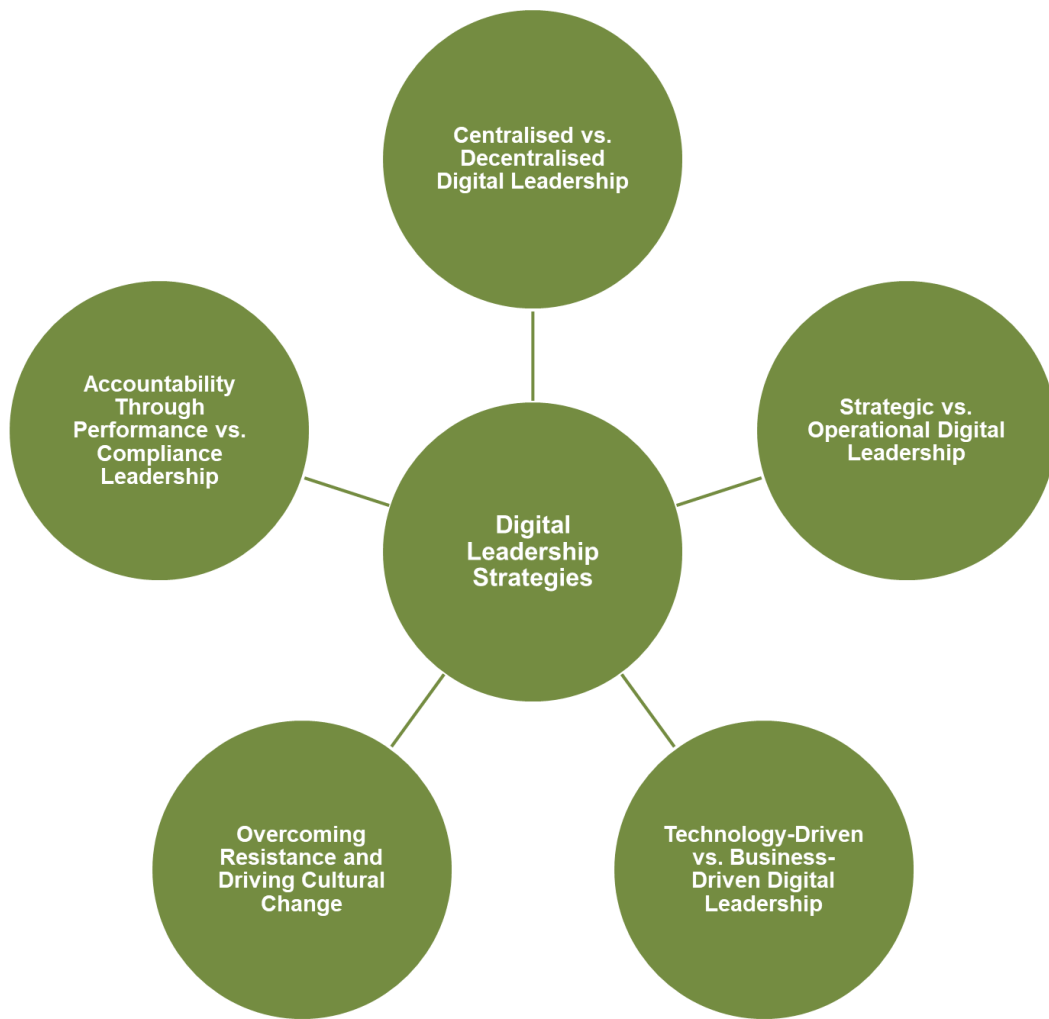 Centralised vs.
Decentralised
Digital Leadership
Strategic vs.
Operational Digital
Leadership
Technology-Driven
vs. Business-
Driven Digital
Leadership
Overcoming
Resistance and
Driving Cultural
Change
Accountability
Through
Performance vs.
Compliance
Leadership
Digital
Leadership
Strategies